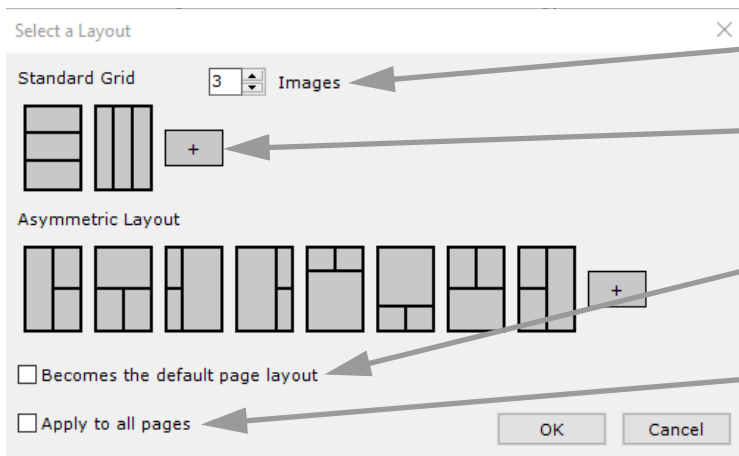 Select a Layout
Standard Grid 3 Images
+
Asymmetric Layout
+
Becomes the default page layout
Apply to all pages
OK Cancel